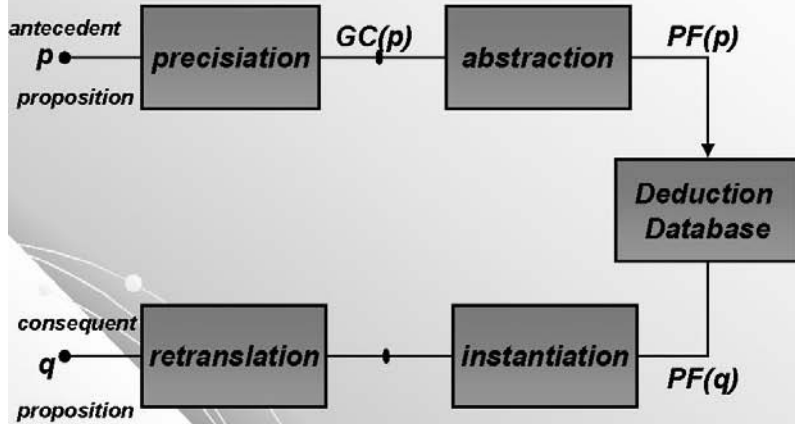 antecedent
p
proposition
precisiation
GC(p)
abstraction
PF(p)
Deduction
Database
consequent
q
proposition
retranslation
instantiation
PF(q)